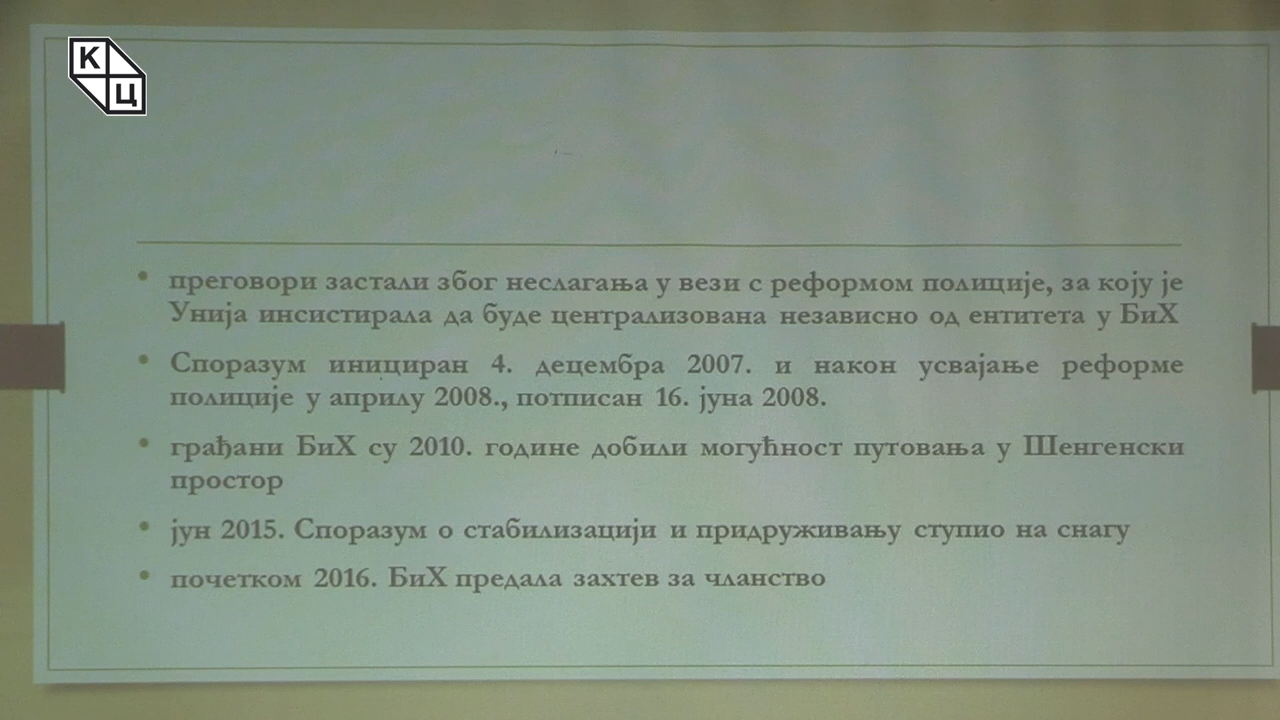 К
Ц
• преговори застали због неслагања у вези с реформом полиције, за коју је
Унија инсистирала да буде централизована независно од ентитета у БиХ
• Споразум инициран 4. децембра 2007. и након усвајање реформе
полиције у априлу 2008., потписан 16. јуна 2008.
• грађани БиХ су 2010. године добили могућност путовања у Шенгенски
простор
• јун 2015. Споразум о стабилизацији и придруживању ступио на снагу
• почетком 2016. БиХ предала захтев за чланство